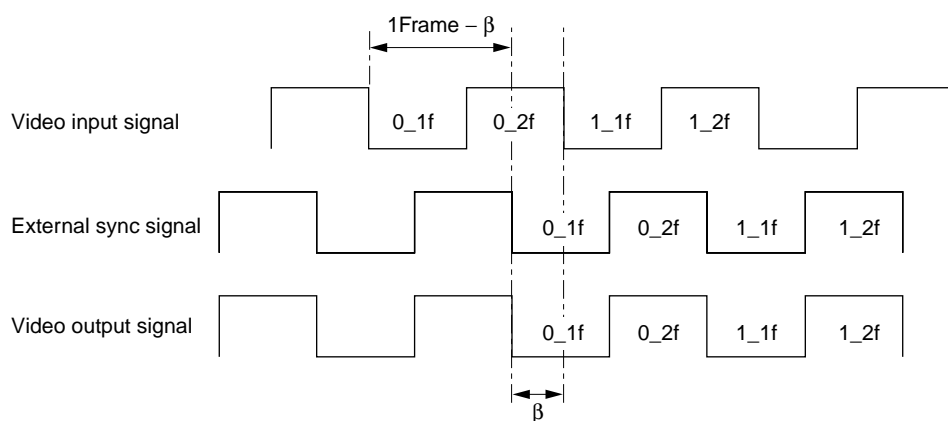 1Frame – β
Video input signal
0_1f 0_2f 1_1f 1_2f
External sync signal
0_1f 0_2f 1_1f 1_2f
Video output signal
0_1f 0_2f 1_1f 1_2f
β